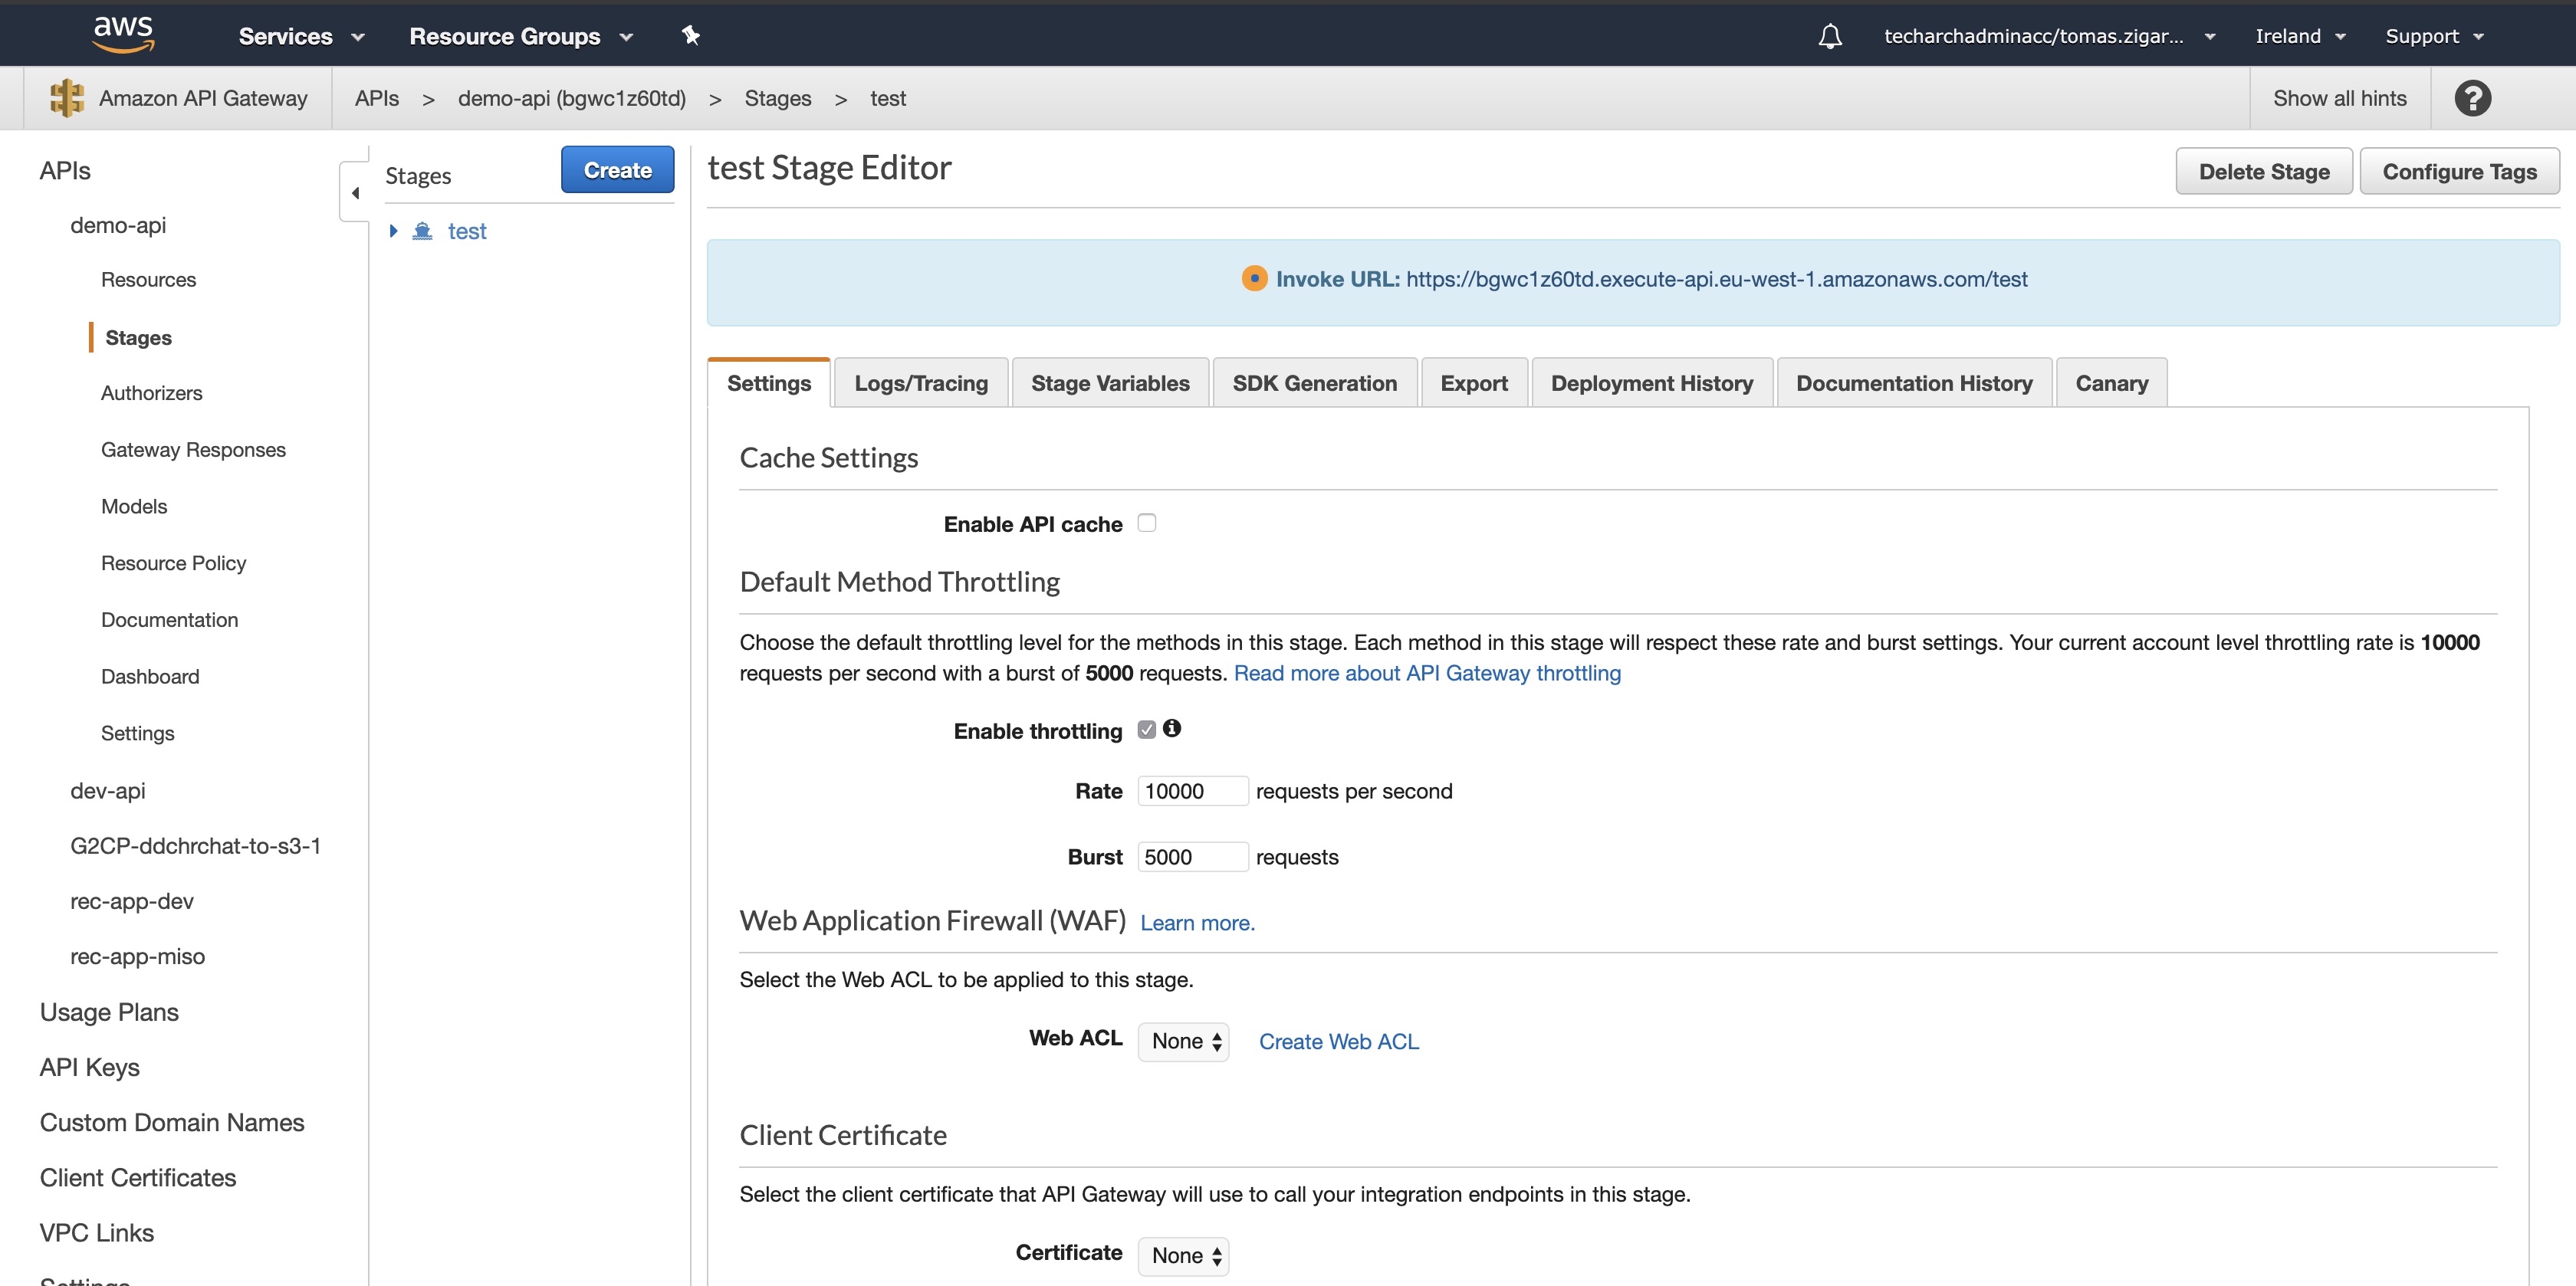 aws Services Resource Groups techarchadminacc/tomas.zigar... Ireland Support
Amazon API Gateway APIs > demo-api (bgwc1z60td) > Stages > test Show all hints ?
APIs
demo-api
Resources
Stages
Authorizers
Gateway Responses
Models
Resource Policy
Documentation
Dashboard
Settings
dev-api
G2CP-ddchrchat-to-s3-1
rec-app-dev
rec-app-miso
Usage Plans
API Keys
Custom Domain Names
Client Certificates
VPC Links
Settings
Stages Create
test
test Stage Editor Delete Stage Configure Tags
Invoke URL: https://bgwc1z60td.execute-api.eu-west-1.amazonaws.com/test
Settings Logs/Tracing Stage Variables SDK Generation Export Deployment History Documentation History Canary
Cache Settings
Enable API cache
Default Method Throttling
Choose the default throttling level for the methods in this stage. Each method in this stage will respect these rate and burst settings. Your current account level throttling rate is 10000
requests per second with a burst of 5000 requests. Read more about API Gateway throttling
Enable throttling
Rate 10000 requests per second
Burst 5000 requests
Web Application Firewall (WAF) Learn more.
Select the Web ACL to be applied to this stage.
Web ACL None Create Web ACL
Client Certificate
Select the client certificate that API Gateway will use to call your integration endpoints in this stage.
Certificate None